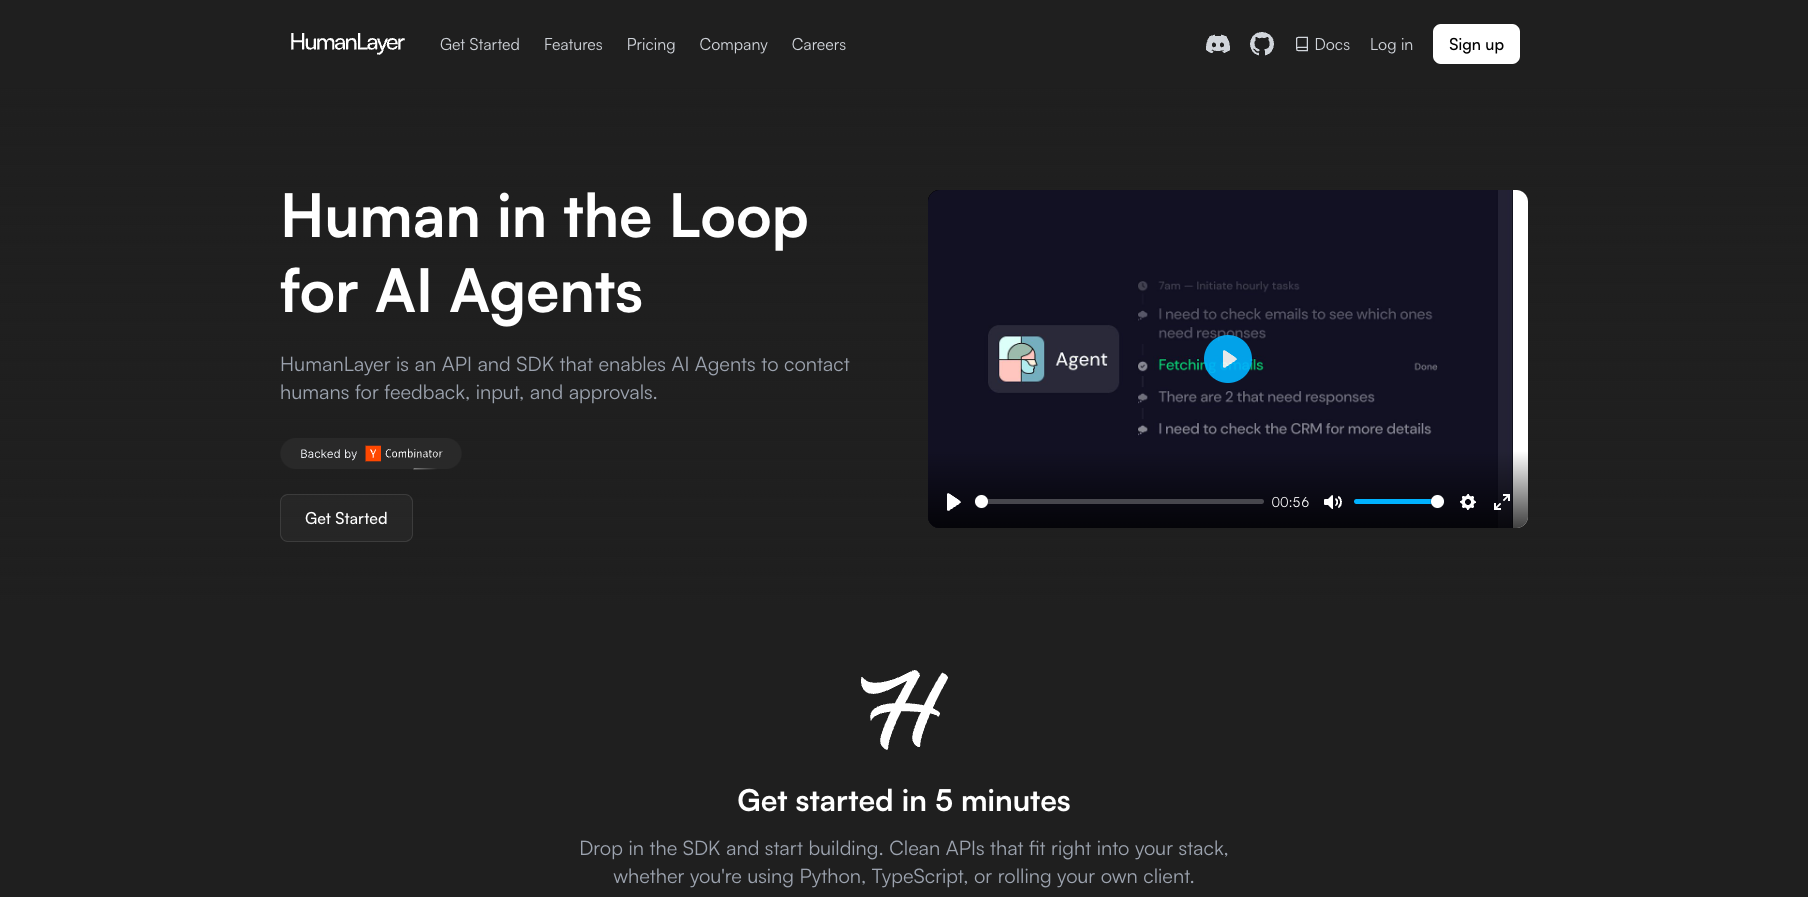 HumanLayer
Get Started
Features
Pricing
Company
Careers
Docs
Log in
Sign up
Human in the Loop
for AI Agents
HumanLayer is an API and SDK that enables AI Agents to contact
humans for feedback, input, and approvals.
Backed by Y Combinator
Get Started
Agent
7am — Initiate hourly tasks
I need to check emails to see which ones
need responses
Fetching
Done
There are 2 that need responses
I need to check the CRM for more details
00:56
H
Get started in 5 minutes
Drop in the SDK and start building. Clean APIs that fit right into your stack,
whether you're using Python, TypeScript, or rolling your own client.